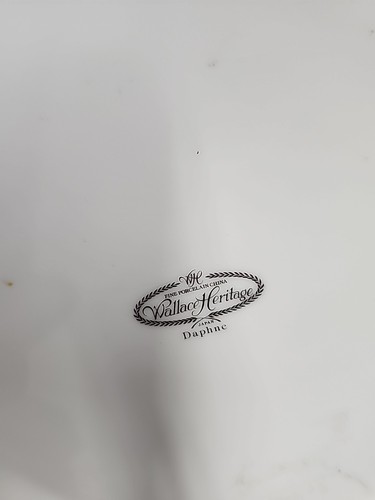 WH
FINE PORCELAIN CHINA
Wallace Heritage
JAPAN
Daphne